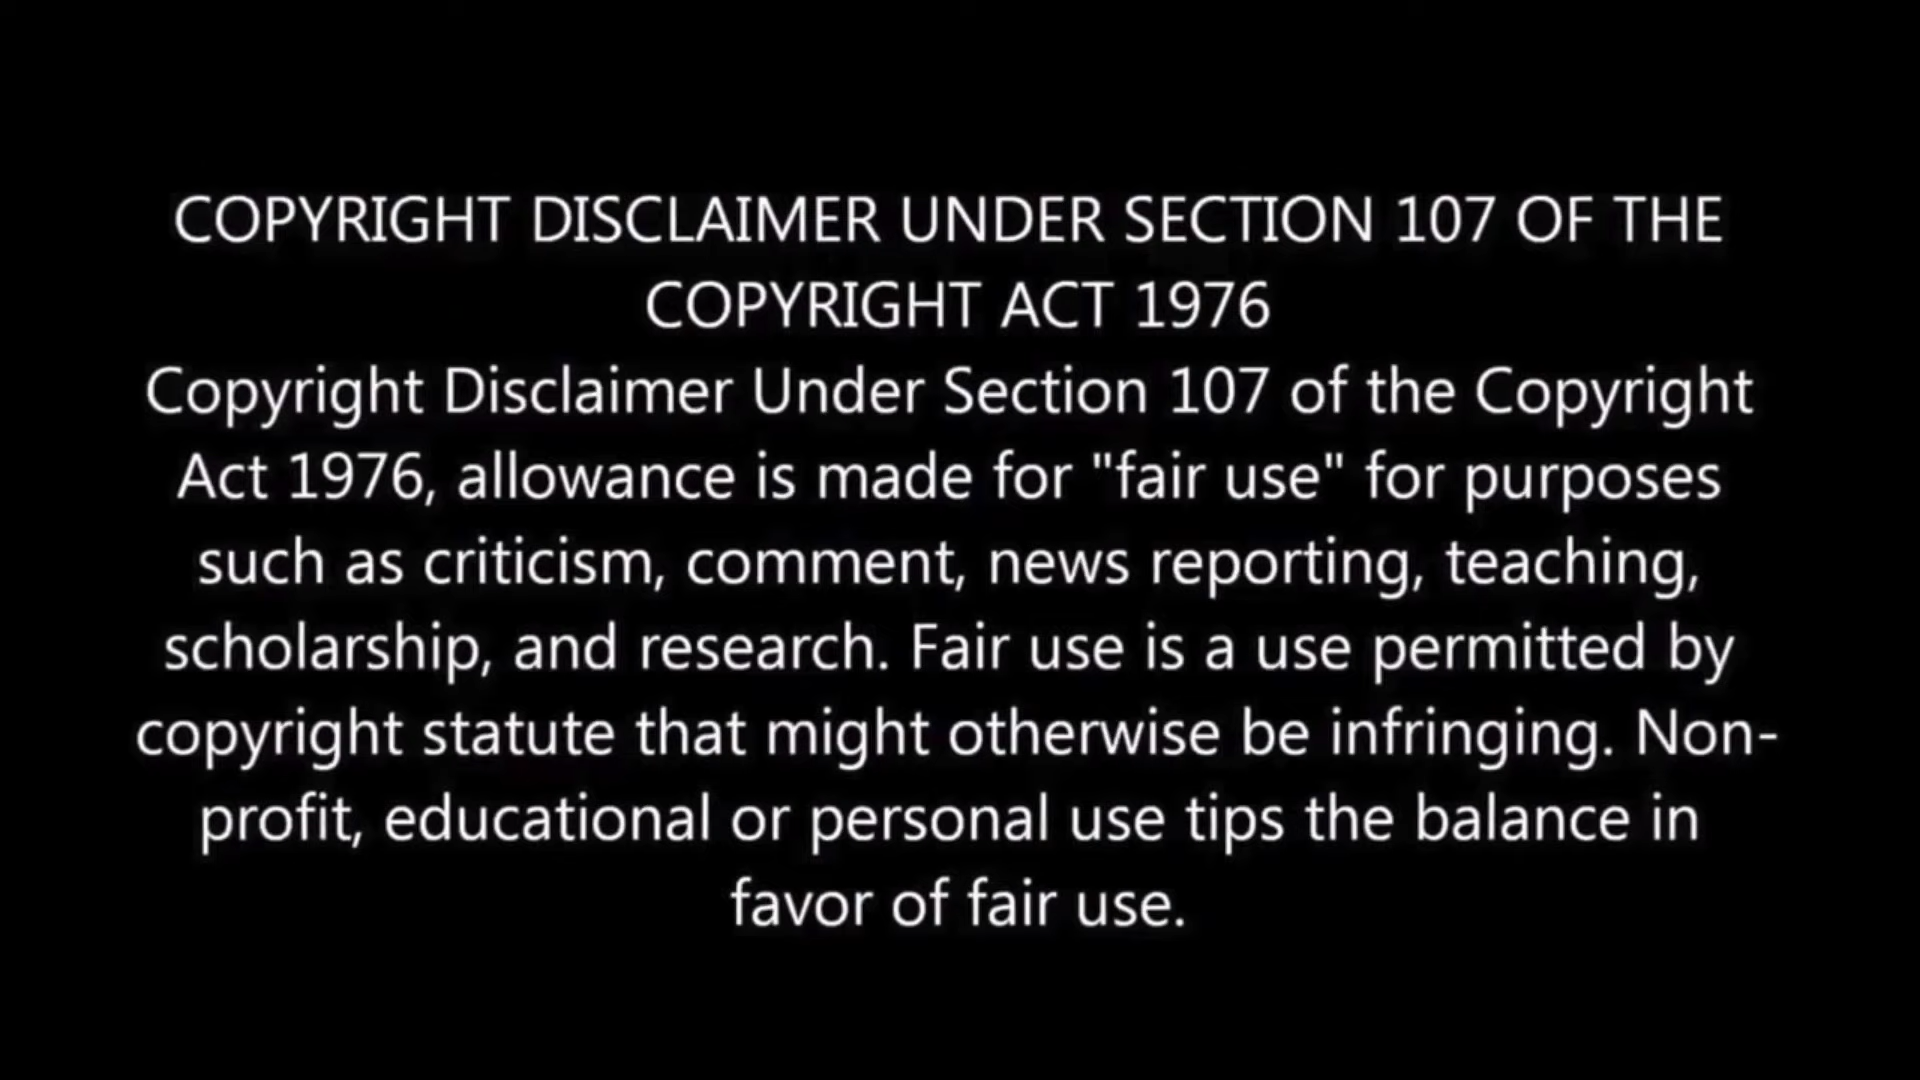 COPYRIGHT DISCLAIMER UNDER SECTION 107 OF THE
COPYRIGHT ACT 1976
Copyright Disclaimer Under Section 107 of the Copyright
Act 1976, allowance is made for "fair use" for purposes
such as criticism, comment, news reporting, teaching,
scholarship, and research. Fair use is a use permitted by
copyright statute that might otherwise be infringing. Non-
profit, educational or personal use tips the balance in
favor of fair use.